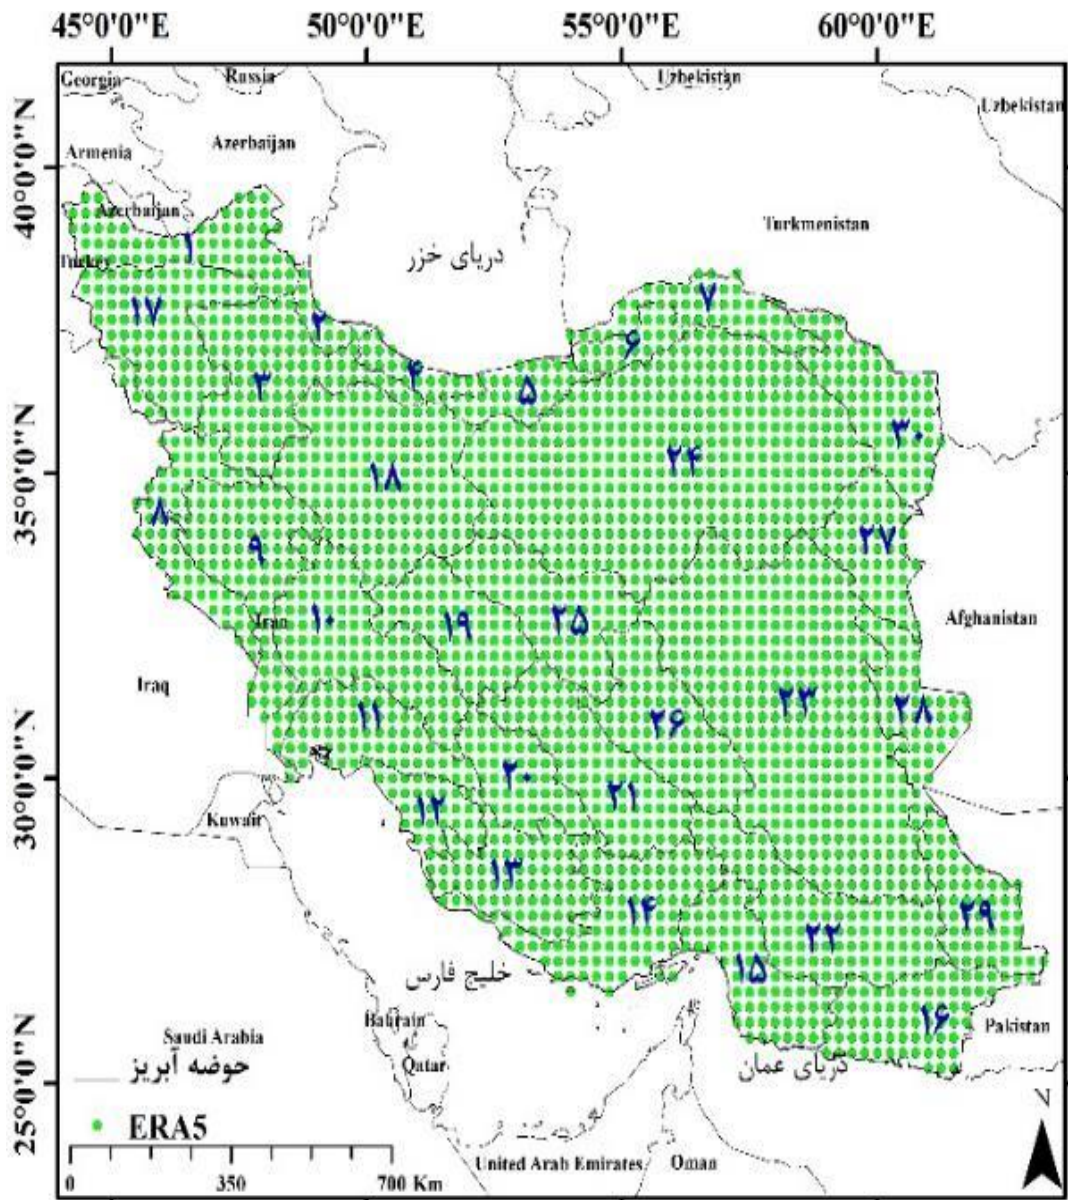 45°0'0"E 50°0'0"E 55°0'0"E 60°0'0"E
40°0'0"N
35°0'0"N
30°0'0"N
25°0'0"N
Georgia
Russia
Uzbekistan
Uzbekistan
Azerbaijan
Armenia
Azerbaijan
Turkmenistan
دریای خزر
Turkey
۱
۱۷
۲
۷
۶
۳
۴
۵
۳۰
۲۴
۱۸
۸
۲۷
۹
Iran
۱۰
۱۹
۲۵
Afghanistan
Iraq
۲۳
۲۸
۱۱
۲۶
۲۰
۲۱
۱۲
Kuwait
۱۳
۱۴
۲۹
۲۲
خلیج فارس
۱۵
۱۶
Bahrain
Pakistan
Saudi Arabia
Qatar
دریای عمان
حوضه آبریز
ERA5
N
United Arab Emirates
Oman
0 350 700 Km